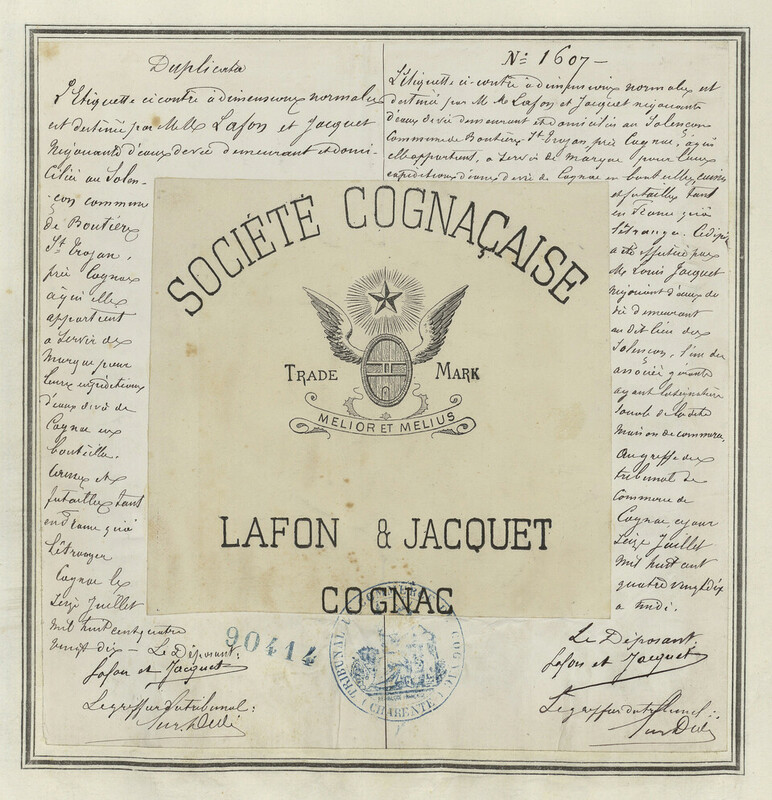 Duplicata
L'Etiquette ci contre à dimensions normales
et destinée par M. M. Lafon et Jacquet
Négociants d'eaux de vie demeurant et domi-
ciliés au Solen-
çon commune
de Boutiers
St Trojan,
près Cognac
à qui elle
appartient
à servir de
Marque pour
leurs expéditions
d'eaux de vie de
Cognac en
bouteilles,
caisses et
futailles tant
en France qu'à
l'étranger
Cognac le
Seize Juillet
mil huit cent quatre
vingt dix – Le Déposant:
Lafon et Jacquet
Le greffier du tribunal:
No 1607 –
L'étiquette ci-contre à dimensions normales et
destinée par M. M. Lafon et Jacquet négociants
d'eaux de vie demeurant et domiciliés au Solençon
Commune de Boutiers St Trojan près Cognac, à qui
elle appartient, à servir de marque pour leurs
expéditions d'eaux de vie de Cognac en bouteilles, caisses
et futailles tant
en France qu'à
l'étranger. Ce dépôt
a été effectué par
Mr Louis Jacquet
négociant d'eaux de
vie demeurant
au dit lieu de
Solençon, l'un des
associés gérants
ayant la signature
sociale de la dite
maison de commerce.
Au greffe du
tribunal de
Commerce de
Cognac, ce jour
Seize Juillet
Mil huit cent
quatre vingt dix
à midi.
Le Déposant:
Lafon et Jacquet
Le greffier du tribunal:
SOCIÉTÉ COGNAÇAISE
TRADE MARK
MELIOR ET MELIUS
LAFON & JACQUET
COGNAC
90414
TRIBUNAL DE COMMERCE COGNAC
CHARENTE